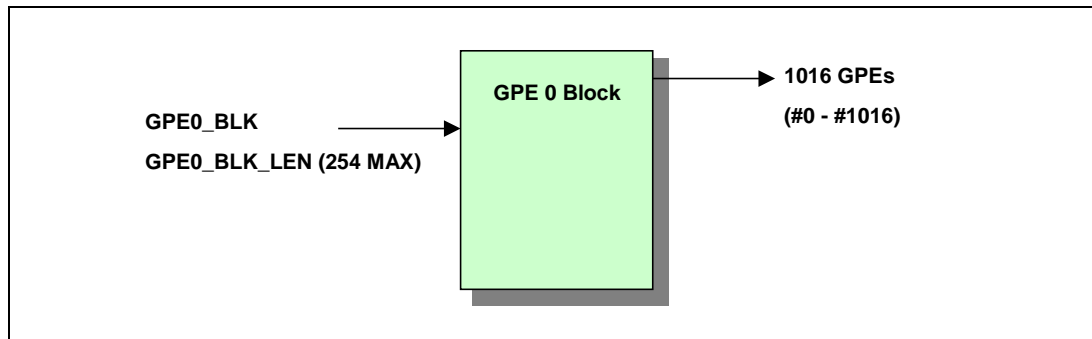 GPE0_BLK
GPE0_BLK_LEN (254 MAX)
GPE 0 Block
1016 GPEs
(#0 - #1016)